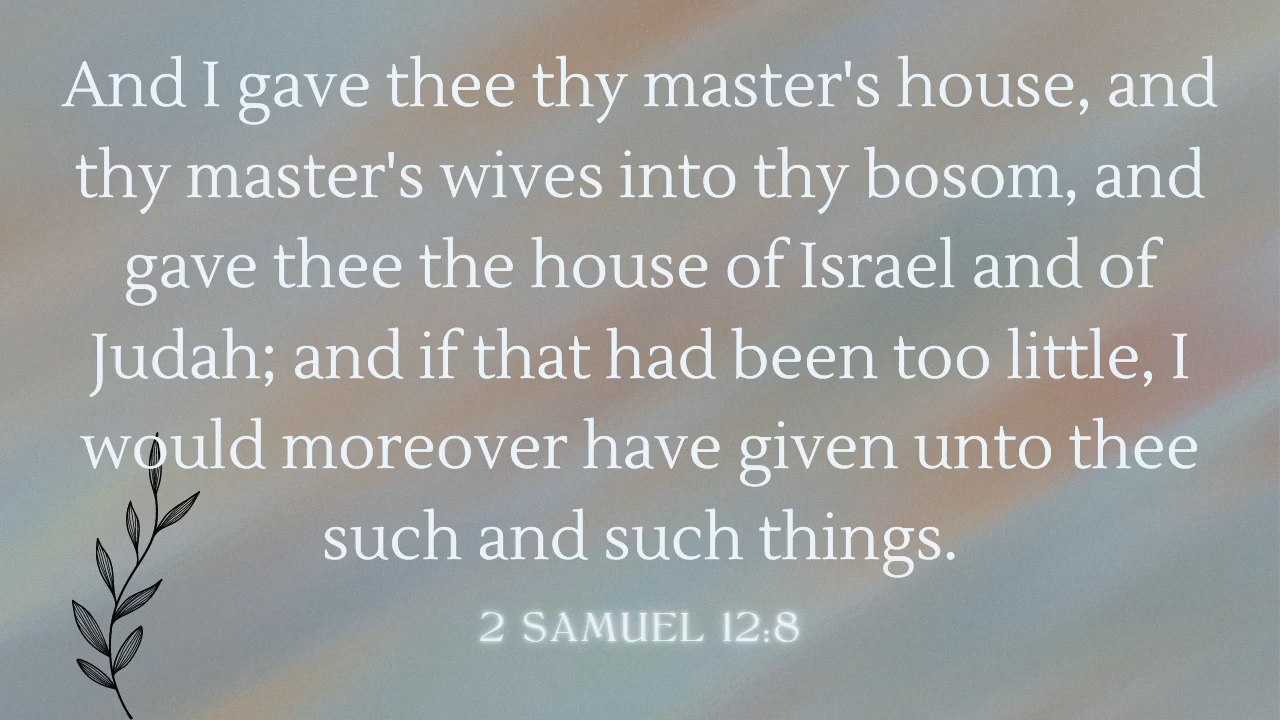 And I gave thee thy master's house, and
thy master's wives into thy bosom, and
gave thee the house of Israel and of
Judah; and if that had been too little, I
would moreover have given unto thee
such and such things.
2 SAMUEL 12:8